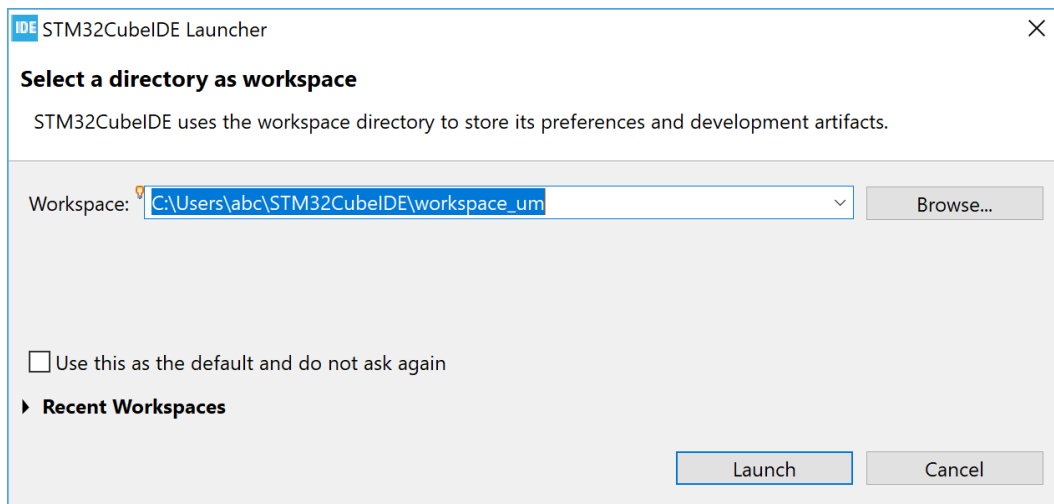 IDE STM32CubeIDE Launcher
Select a directory as workspace
STM32CubeIDE uses the workspace directory to store its preferences and development artifacts.
Workspace: C:\Users\abc\STM32CubeIDE\workspace_um Browse...
Use this as the default and do not ask again
Recent Workspaces
Launch Cancel